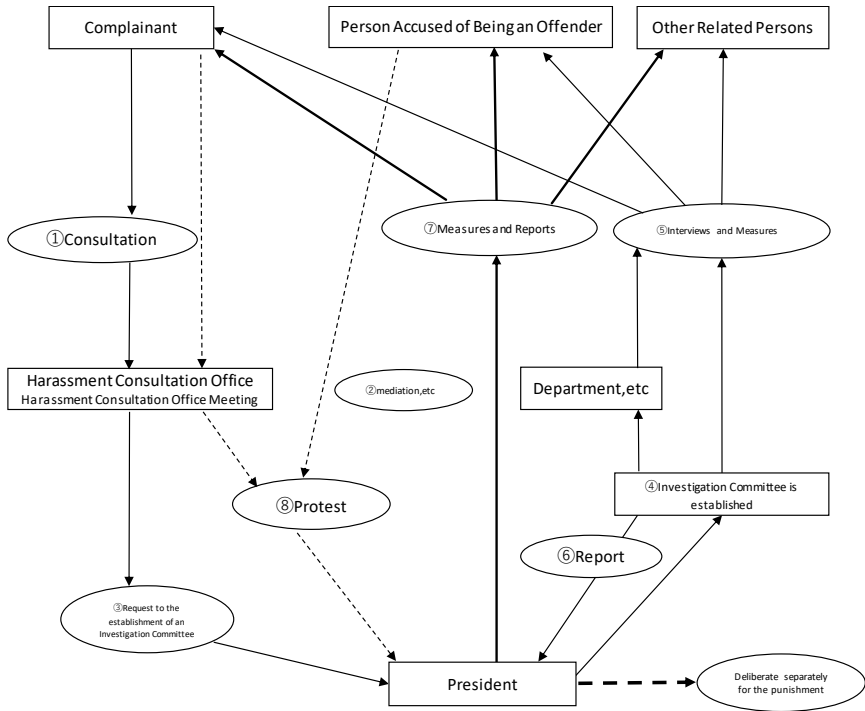 Complainant
Person Accused of Being an Offender
Other Related Persons
①Consultation
⑦Measures and Reports
⑤Interviews and Measures
Harassment Consultation Office
Harassment Consultation Office Meeting
②mediation,etc
Department,etc
⑧Protest
④Investigation Committee is
established
⑥Report
③Request to the
establishment of an
Investigation Committee
President
Deliberate separately
for the punishment